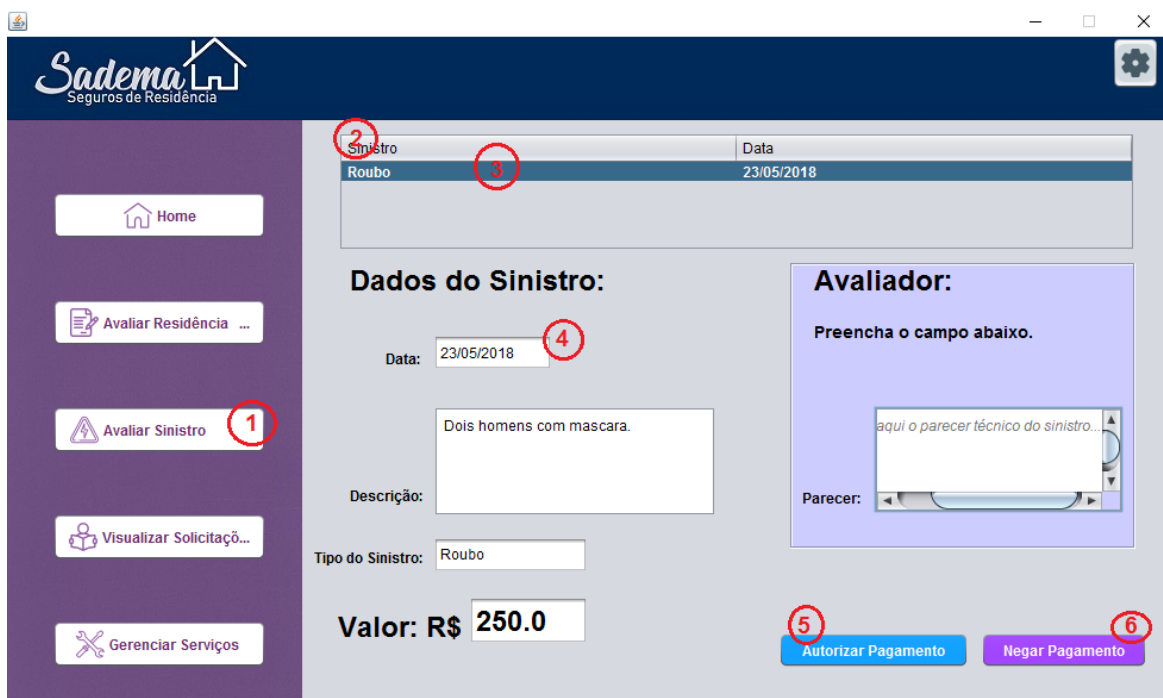 Sadema
Seguros de Residência
2
Sinistro Data
3
Roubo 23/05/2018
Home
Dados do Sinistro:
Avaliador:
Avaliar Residência ...
Preencha o campo abaixo.
4
Data: 23/05/2018
Avaliar Sinistro 1
Dois homens com mascara.
aqui o parecer técnico do sinistro...
Descrição:
Parecer:
Visualizar Solicitaçõ...
Tipo do Sinistro: Roubo
Valor: R$ 250.0
5
6
Gerenciar Serviços
Autorizar Pagamento
Negar Pagamento